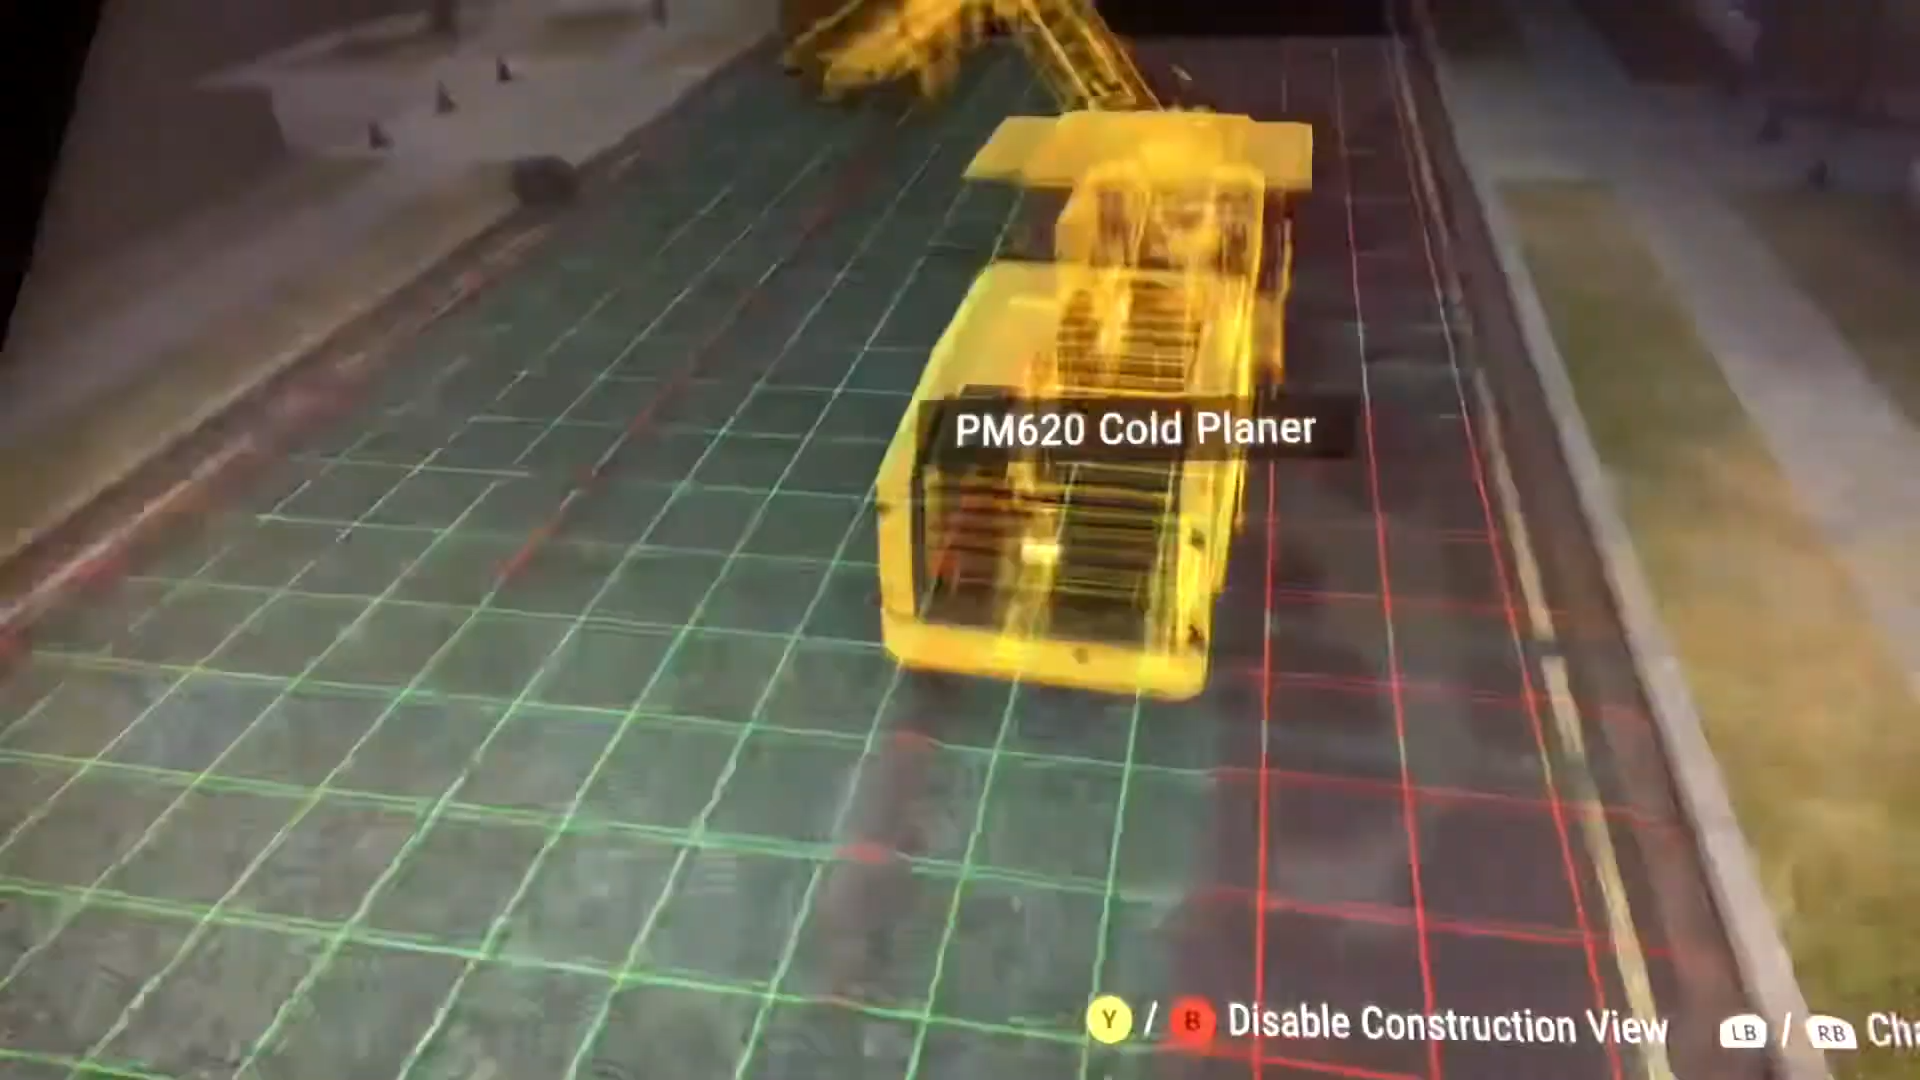 PM620 Cold Planer
Y / B Disable Construction View LB / RB